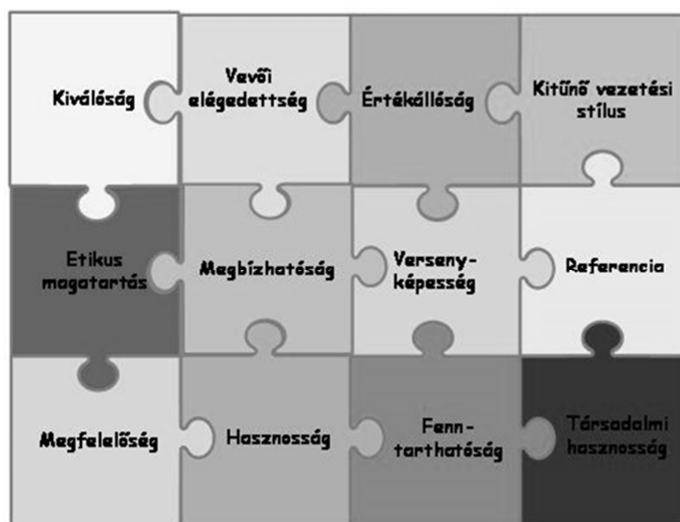 Kiválóság
Vevői
elégedettség
Értékállóság
Kitűnő vezetési
stílus
Etikus
magatartás
Megbízhatóság
Verseny-
képesség
Referencia
Megfelelőség
Hasznosság
Fenn-
tarthatóság
Társadalmi
hasznosság